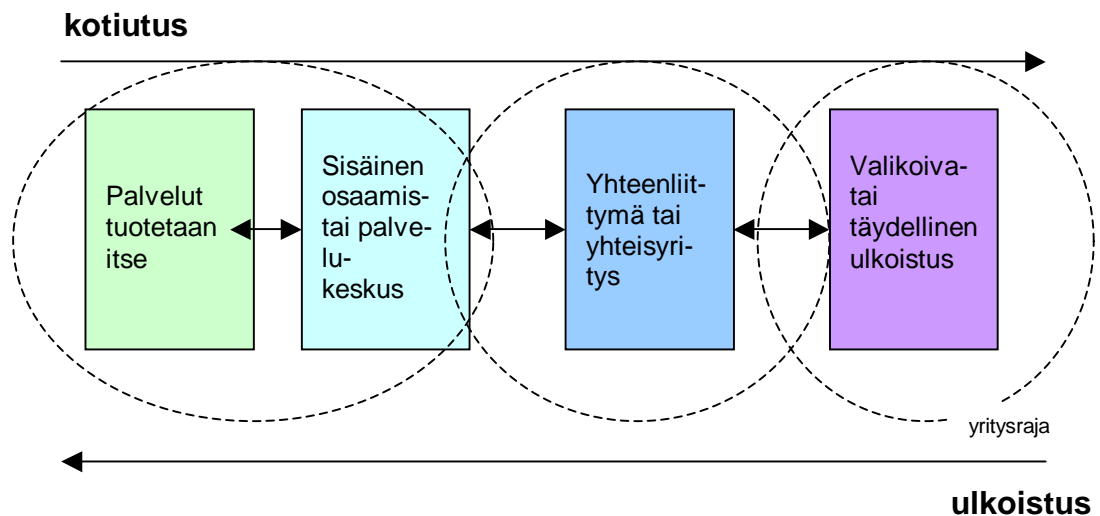 kotiutus
Palvelut
tuotetaan
itse
Sisäinen
osaamis-
tai palve-
lu-
keskus
Yhteenliit-
tymä tai
yhteisyri-
tys
Valikoiva-
tai
täydellinen
ulkoistus
yritysraja
ulkoistus